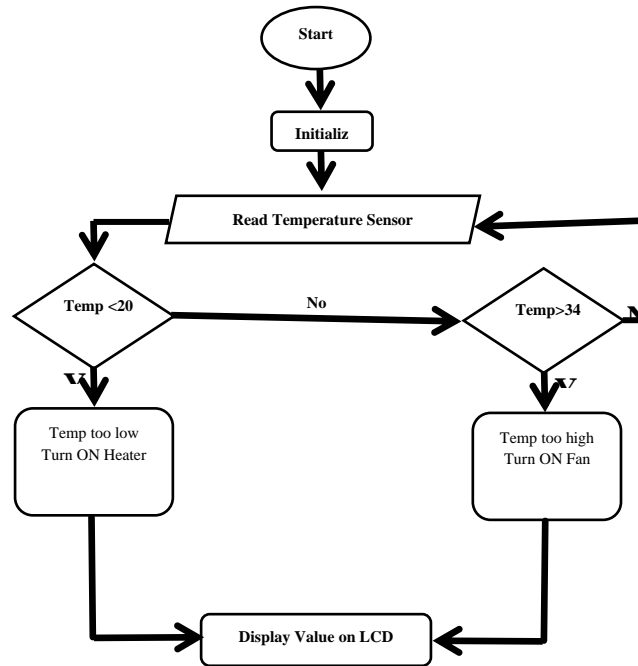 Start
Initializ
Read Temperature Sensor
Temp <20
No
Temp>34
N
Y
Y
Temp too low
Turn ON Heater
Temp too high
Turn ON Fan
Display Value on LCD